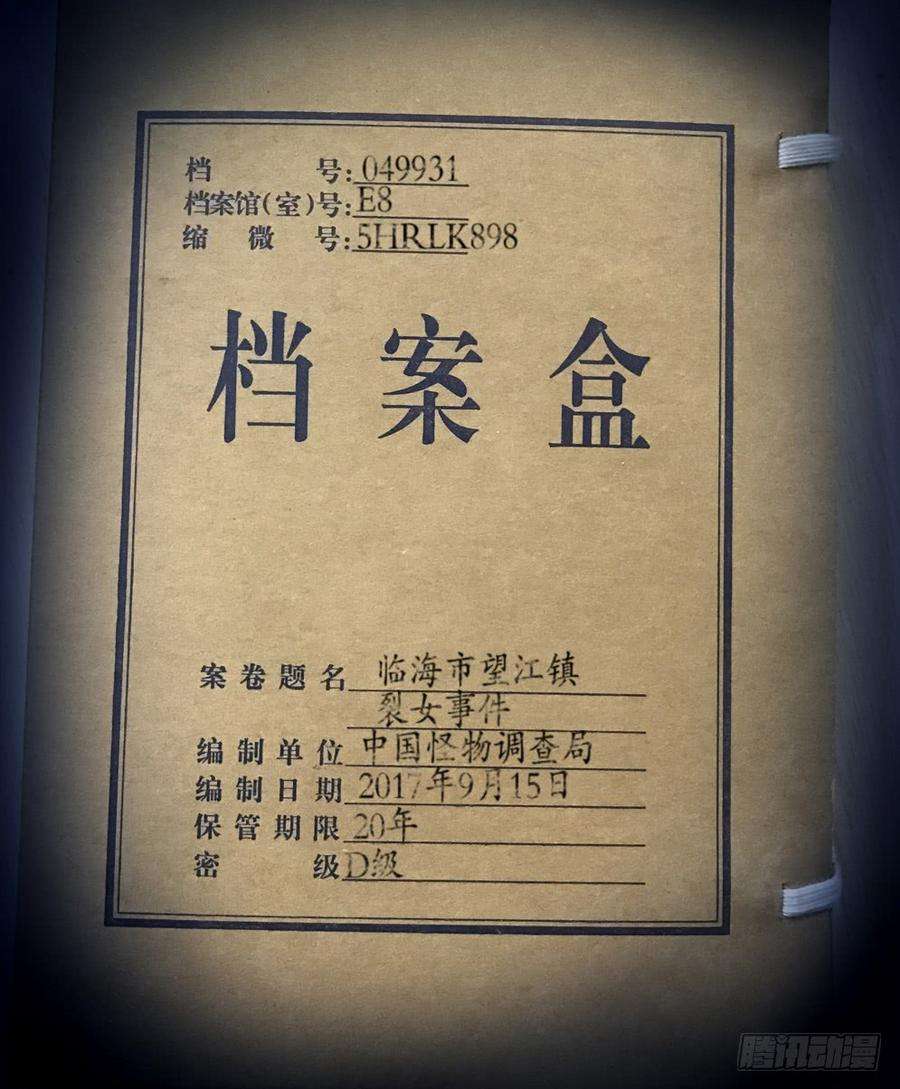 档 号:049931
档案馆(室)号:E8
缩 微 号:5HRLK898
档案盒
案卷题名 临海市望江镇
裂女事件
编制单位 中国怪物调查局
编制日期 2017年9月15日
保管期限 20年
密 级 D级
腾讯动漫